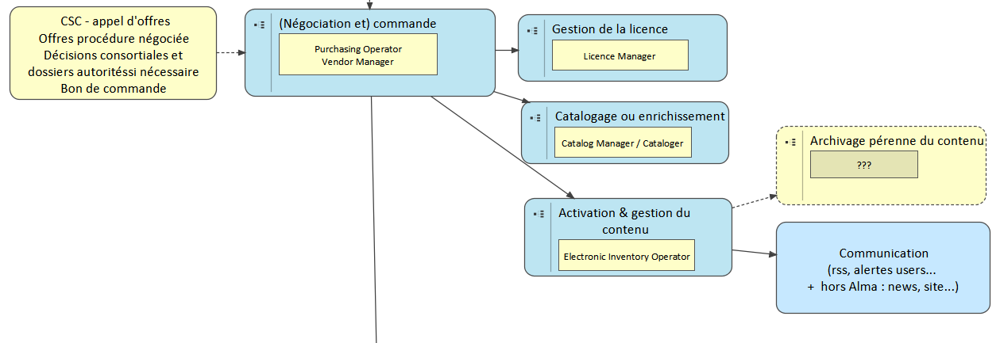 CSC - appel d'offres
Offres procédure négociée
Décisions consortiales et
dossiers autoritéssi nécessaire
Bon de commande
(Négociation et) commande
Purchasing Operator
Vendor Manager
Gestion de la licence
Licence Manager
Catalogage ou enrichissement
Catalog Manager / Cataloger
Archivage pérenne du contenu
???
Activation & gestion du
contenu
Electronic Inventory Operator
Communication
(rss, alertes users...
+ hors Alma : news, site...)